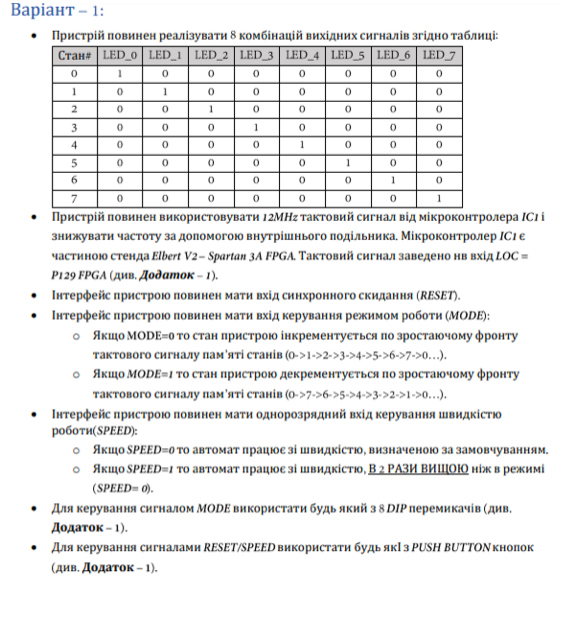 Варіант – 1:
• Пристрій повинен реалізувати 8 комбінацій вихідних сигналів згідно таблиці:
Стан# LED_0 LED_1 LED_2 LED_3 LED_4 LED_5 LED_6 LED_7
0 1 0 0 0 0 0 0 0
1 0 1 0 0 0 0 0 0
2 0 0 1 0 0 0 0 0
3 0 0 0 1 0 0 0 0
4 0 0 0 0 1 0 0 0
5 0 0 0 0 0 1 0 0
6 0 0 0 0 0 0 1 0
7 0 0 0 0 0 0 0 1
• Пристрій повинен використовувати 12MHz тактовий сигнал від мікроконтролера IC1 і
знижувати частоту за допомогою внутрішнього подільника. Мікроконтролер IC1 є
частиною стенда Elbert V2 – Spartan 3A FPGA. Тактовий сигнал заведено нв вхід LOC =
P129 FPGA (див. Додаток – 1).
• Інтерфейс пристрою повинен мати вхід синхронного скидання (RESET).
• Інтерфейс пристрою повинен мати вхід керування режимом роботи (MODE):
o Якщо MODE=0 то стан пристрою інкрементується по зростаючому фронту
тактового сигналу пам'яті станів (0->1->2->3->4->5->6->7->0...).
o Якщо MODE=1 то стан пристрою декрементується по зростаючому фронту
тактового сигналу пам'яті станів (0->7->6->5->4->3->2->1->0...).
• Інтерфейс пристрою повинен мати однорозрядний вхід керування швидкістю
роботи(SPEED):
o Якщо SPEED=0 то автомат працює зі швидкістю, визначеною за замовчуванням.
o Якщо SPEED=1 то автомат працює зі швидкістю, В 2 РАЗИ ВИЩОЮ ніж в режимі
(SPEED= 0).
• Для керування сигналом MODE використати будь який з 8 DIP перемикачів (див.
Додаток – 1).
• Для керування сигналами RESET/SPEED використати будь які з PUSH BUTTON кнопок
(див. Додаток – 1).